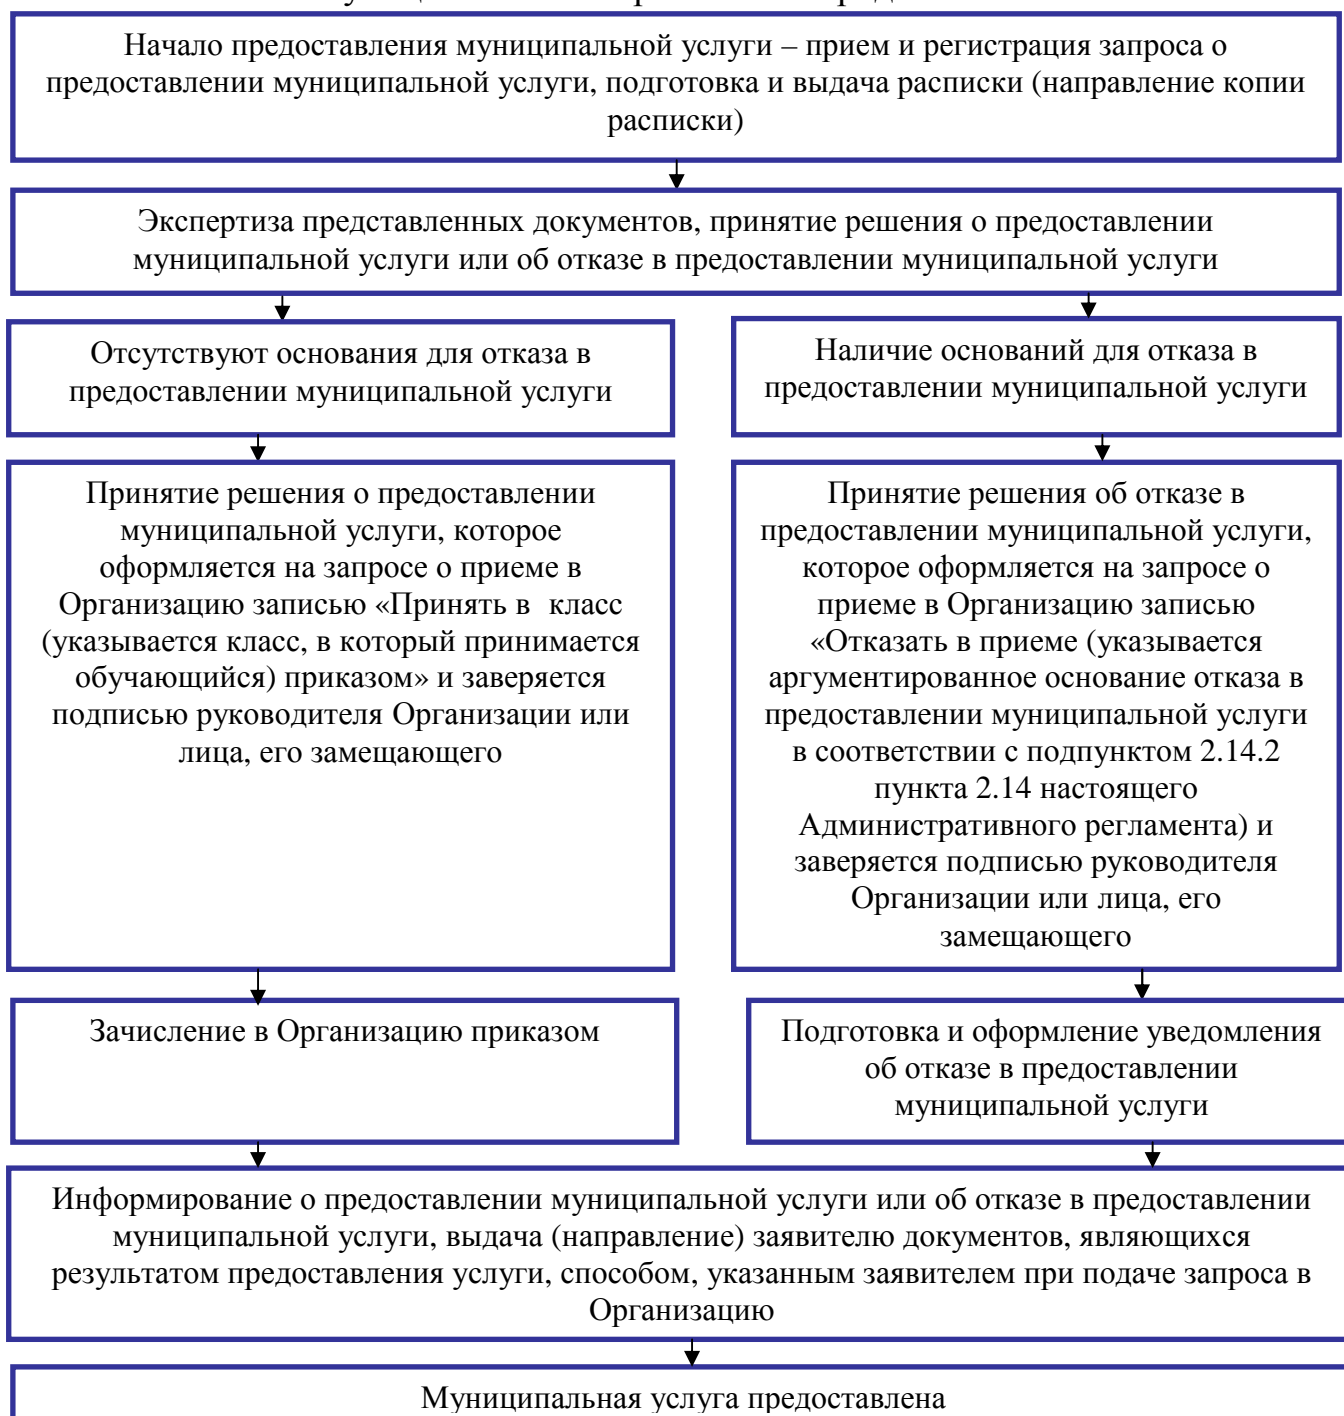 Начало предоставления муниципальной услуги – прием и регистрация запроса о
предоставлении муниципальной услуги, подготовка и выдача расписки (направление копии
расписки)
Экспертиза представленных документов, принятие решения о предоставлении
муниципальной услуги или об отказе в предоставлении муниципальной услуги
Отсутствуют основания для отказа в
предоставлении муниципальной услуги
Наличие оснований для отказа в
предоставлении муниципальной услуги
Принятие решения о предоставлении
муниципальной услуги, которое
оформляется на запросе о приеме в
Организацию записью «Принять в класс
(указывается класс, в который принимается
обучающийся) приказом» и заверяется
подписью руководителя Организации или
лица, его замещающего
Принятие решения об отказе в
предоставлении муниципальной услуги,
которое оформляется на запросе о
приеме в Организацию записью
«Отказать в приеме (указывается
аргументированное основание отказа в
предоставлении муниципальной услуги
в соответствии с подпунктом 2.14.2
пункта 2.14 настоящего
Административного регламента) и
заверяется подписью руководителя
Организации или лица, его
замещающего
Зачисление в Организацию приказом
Подготовка и оформление уведомления
об отказе в предоставлении
муниципальной услуги
Информирование о предоставлении муниципальной услуги или об отказе в предоставлении
муниципальной услуги, выдача (направление) заявителю документов, являющихся
результатом предоставления услуги, способом, указанным заявителем при подаче запроса в
Организацию
Муниципальная услуга предоставлена